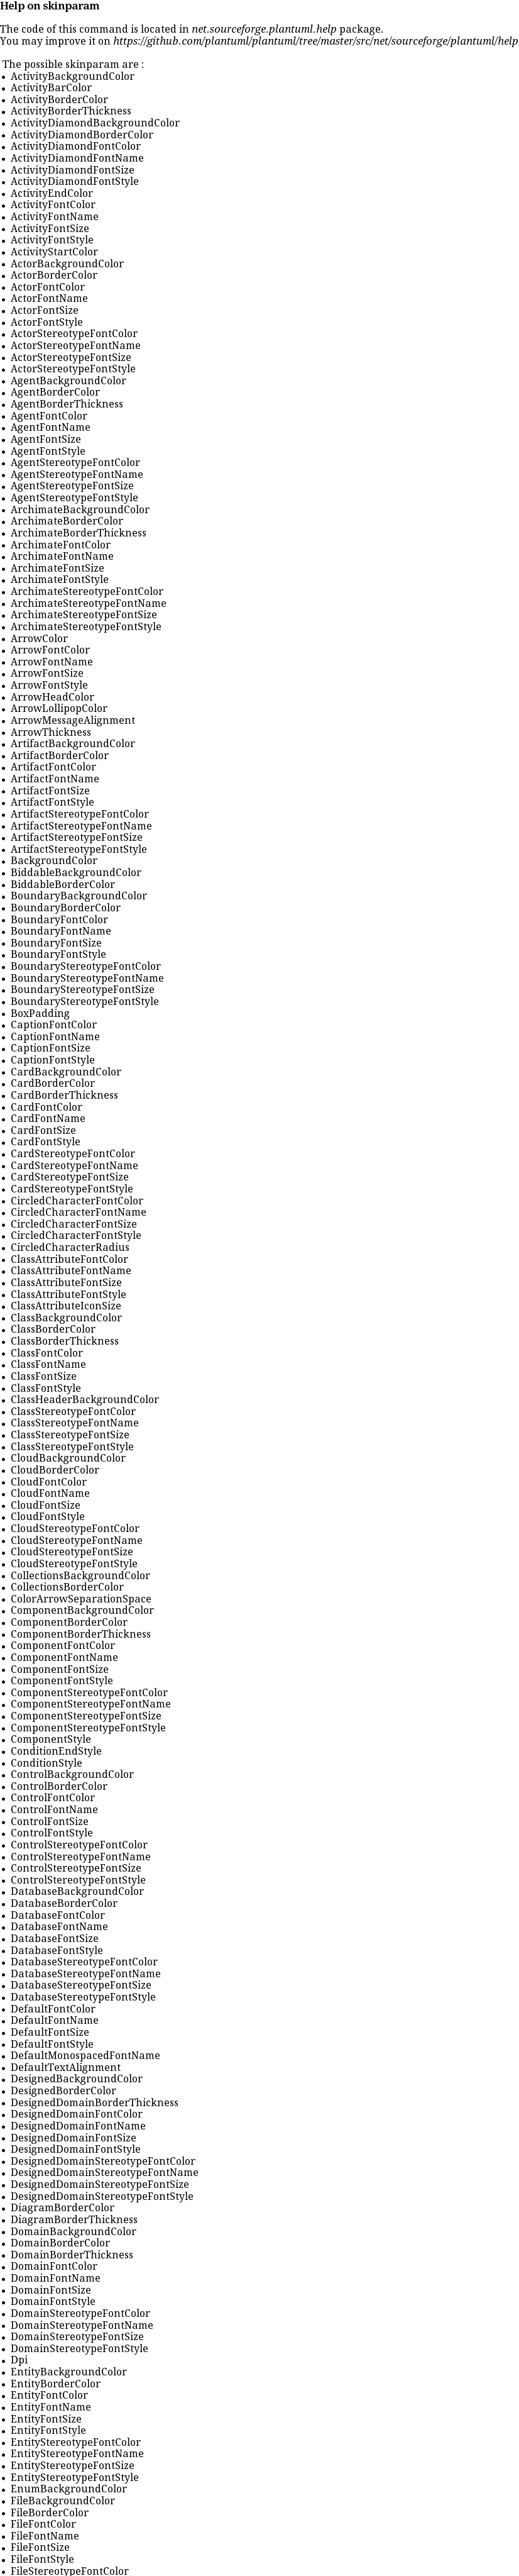 Help on skinparam
The code of this command is located in net.sourceforge.plantuml.help package.
You may improve it on https://github.com/plantuml/plantuml/tree/master/src/net/sourceforge/plantuml/help
The possible skinparam are :
• ActivityBackgroundColor
• ActivityBarColor
• ActivityBorderColor
• ActivityBorderThickness
• ActivityDiamondBackgroundColor
• ActivityDiamondBorderColor
• ActivityDiamondFontColor
• ActivityDiamondFontName
• ActivityDiamondFontSize
• ActivityDiamondFontStyle
• ActivityEndColor
• ActivityFontColor
• ActivityFontName
• ActivityFontSize
• ActivityFontStyle
• ActivityStartColor
• ActorBackgroundColor
• ActorBorderColor
• ActorFontColor
• ActorFontName
• ActorFontSize
• ActorFontStyle
• ActorStereotypeFontColor
• ActorStereotypeFontName
• ActorStereotypeFontSize
• ActorStereotypeFontStyle
• AgentBackgroundColor
• AgentBorderColor
• AgentBorderThickness
• AgentFontColor
• AgentFontName
• AgentFontSize
• AgentFontStyle
• AgentStereotypeFontColor
• AgentStereotypeFontName
• AgentStereotypeFontSize
• AgentStereotypeFontStyle
• ArchimateBackgroundColor
• ArchimateBorderColor
• ArchimateBorderThickness
• ArchimateFontColor
• ArchimateFontName
• ArchimateFontSize
• ArchimateFontStyle
• ArchimateStereotypeFontColor
• ArchimateStereotypeFontName
• ArchimateStereotypeFontSize
• ArchimateStereotypeFontStyle
• ArrowColor
• ArrowFontColor
• ArrowFontName
• ArrowFontSize
• ArrowFontStyle
• ArrowHeadColor
• ArrowLollipopColor
• ArrowMessageAlignment
• ArrowThickness
• ArtifactBackgroundColor
• ArtifactBorderColor
• ArtifactFontColor
• ArtifactFontName
• ArtifactFontSize
• ArtifactFontStyle
• ArtifactStereotypeFontColor
• ArtifactStereotypeFontName
• ArtifactStereotypeFontSize
• ArtifactStereotypeFontStyle
• BackgroundColor
• BiddableBackgroundColor
• BiddableBorderColor
• BoundaryBackgroundColor
• BoundaryBorderColor
• BoundaryFontColor
• BoundaryFontName
• BoundaryFontSize
• BoundaryFontStyle
• BoundaryStereotypeFontColor
• BoundaryStereotypeFontName
• BoundaryStereotypeFontSize
• BoundaryStereotypeFontStyle
• BoxPadding
• CaptionFontColor
• CaptionFontName
• CaptionFontSize
• CaptionFontStyle
• CardBackgroundColor
• CardBorderColor
• CardBorderThickness
• CardFontColor
• CardFontName
• CardFontSize
• CardFontStyle
• CardStereotypeFontColor
• CardStereotypeFontName
• CardStereotypeFontSize
• CardStereotypeFontStyle
• CircledCharacterFontColor
• CircledCharacterFontName
• CircledCharacterFontSize
• CircledCharacterFontStyle
• CircledCharacterRadius
• ClassAttributeFontColor
• ClassAttributeFontName
• ClassAttributeFontSize
• ClassAttributeFontStyle
• ClassAttributeIconSize
• ClassBackgroundColor
• ClassBorderColor
• ClassBorderThickness
• ClassFontColor
• ClassFontName
• ClassFontSize
• ClassFontStyle
• ClassHeaderBackgroundColor
• ClassStereotypeFontColor
• ClassStereotypeFontName
• ClassStereotypeFontSize
• ClassStereotypeFontStyle
• CloudBackgroundColor
• CloudBorderColor
• CloudFontColor
• CloudFontName
• CloudFontSize
• CloudFontStyle
• CloudStereotypeFontColor
• CloudStereotypeFontName
• CloudStereotypeFontSize
• CloudStereotypeFontStyle
• CollectionsBackgroundColor
• CollectionsBorderColor
• ColorArrowSeparationSpace
• ComponentBackgroundColor
• ComponentBorderColor
• ComponentBorderThickness
• ComponentFontColor
• ComponentFontName
• ComponentFontSize
• ComponentFontStyle
• ComponentStereotypeFontColor
• ComponentStereotypeFontName
• ComponentStereotypeFontSize
• ComponentStereotypeFontStyle
• ComponentStyle
• ConditionEndStyle
• ConditionStyle
• ControlBackgroundColor
• ControlBorderColor
• ControlFontColor
• ControlFontName
• ControlFontSize
• ControlFontStyle
• ControlStereotypeFontColor
• ControlStereotypeFontName
• ControlStereotypeFontSize
• ControlStereotypeFontStyle
• DatabaseBackgroundColor
• DatabaseBorderColor
• DatabaseFontColor
• DatabaseFontName
• DatabaseFontSize
• DatabaseFontStyle
• DatabaseStereotypeFontColor
• DatabaseStereotypeFontName
• DatabaseStereotypeFontSize
• DatabaseStereotypeFontStyle
• DefaultFontColor
• DefaultFontName
• DefaultFontSize
• DefaultFontStyle
• DefaultMonospacedFontName
• DefaultTextAlignment
• DesignedBackgroundColor
• DesignedBorderColor
• DesignedDomainBorderThickness
• DesignedDomainFontColor
• DesignedDomainFontName
• DesignedDomainFontSize
• DesignedDomainFontStyle
• DesignedDomainStereotypeFontColor
• DesignedDomainStereotypeFontName
• DesignedDomainStereotypeFontSize
• DesignedDomainStereotypeFontStyle
• DiagramBorderColor
• DiagramBorderThickness
• DomainBackgroundColor
• DomainBorderColor
• DomainBorderThickness
• DomainFontColor
• DomainFontName
• DomainFontSize
• DomainFontStyle
• DomainStereotypeFontColor
• DomainStereotypeFontName
• DomainStereotypeFontSize
• DomainStereotypeFontStyle
• Dpi
• EntityBackgroundColor
• EntityBorderColor
• EntityFontColor
• EntityFontName
• EntityFontSize
• EntityFontStyle
• EntityStereotypeFontColor
• EntityStereotypeFontName
• EntityStereotypeFontSize
• EntityStereotypeFontStyle
• EnumBackgroundColor
• FileBackgroundColor
• FileBorderColor
• FileFontColor
• FileFontName
• FileFontSize
• FileFontStyle
• FileStereotypeFontColor